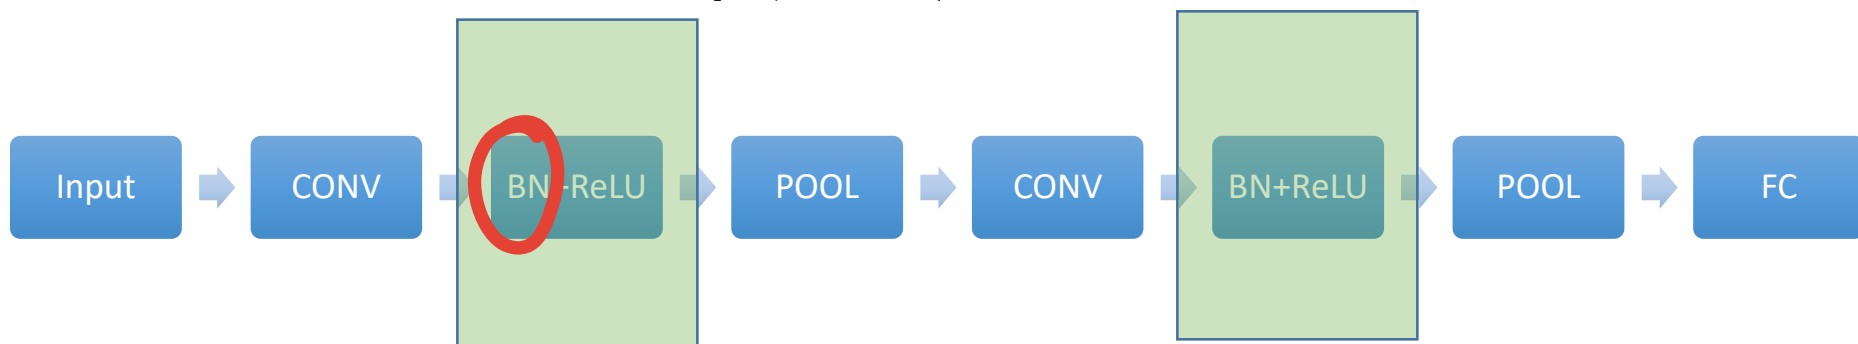 Input
CONV
BN+ReLU
POOL
CONV
BN+ReLU
POOL
FC